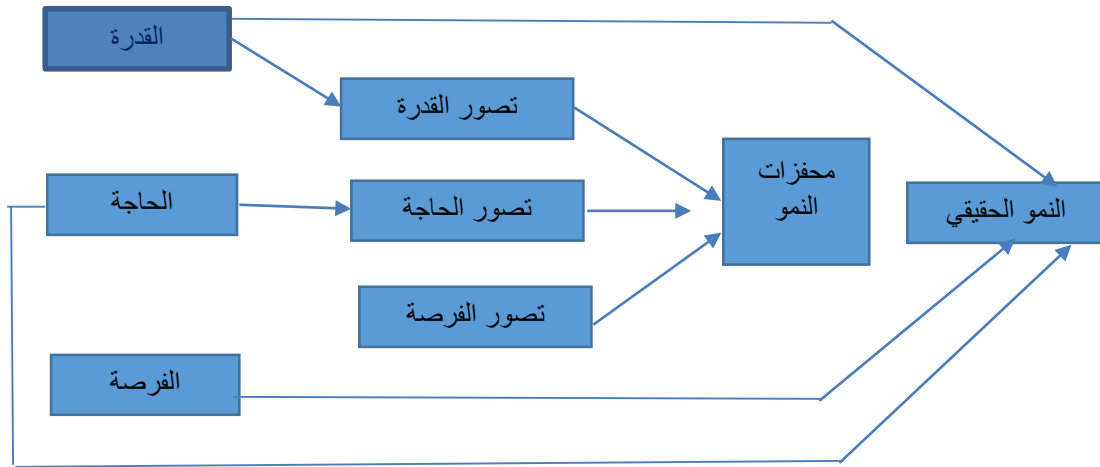 القدرة
تصور القدرة
محفزات
النمو
الحاجة
تصور الحاجة
النمو الحقيقي
تصور الفرصة
الفرصة